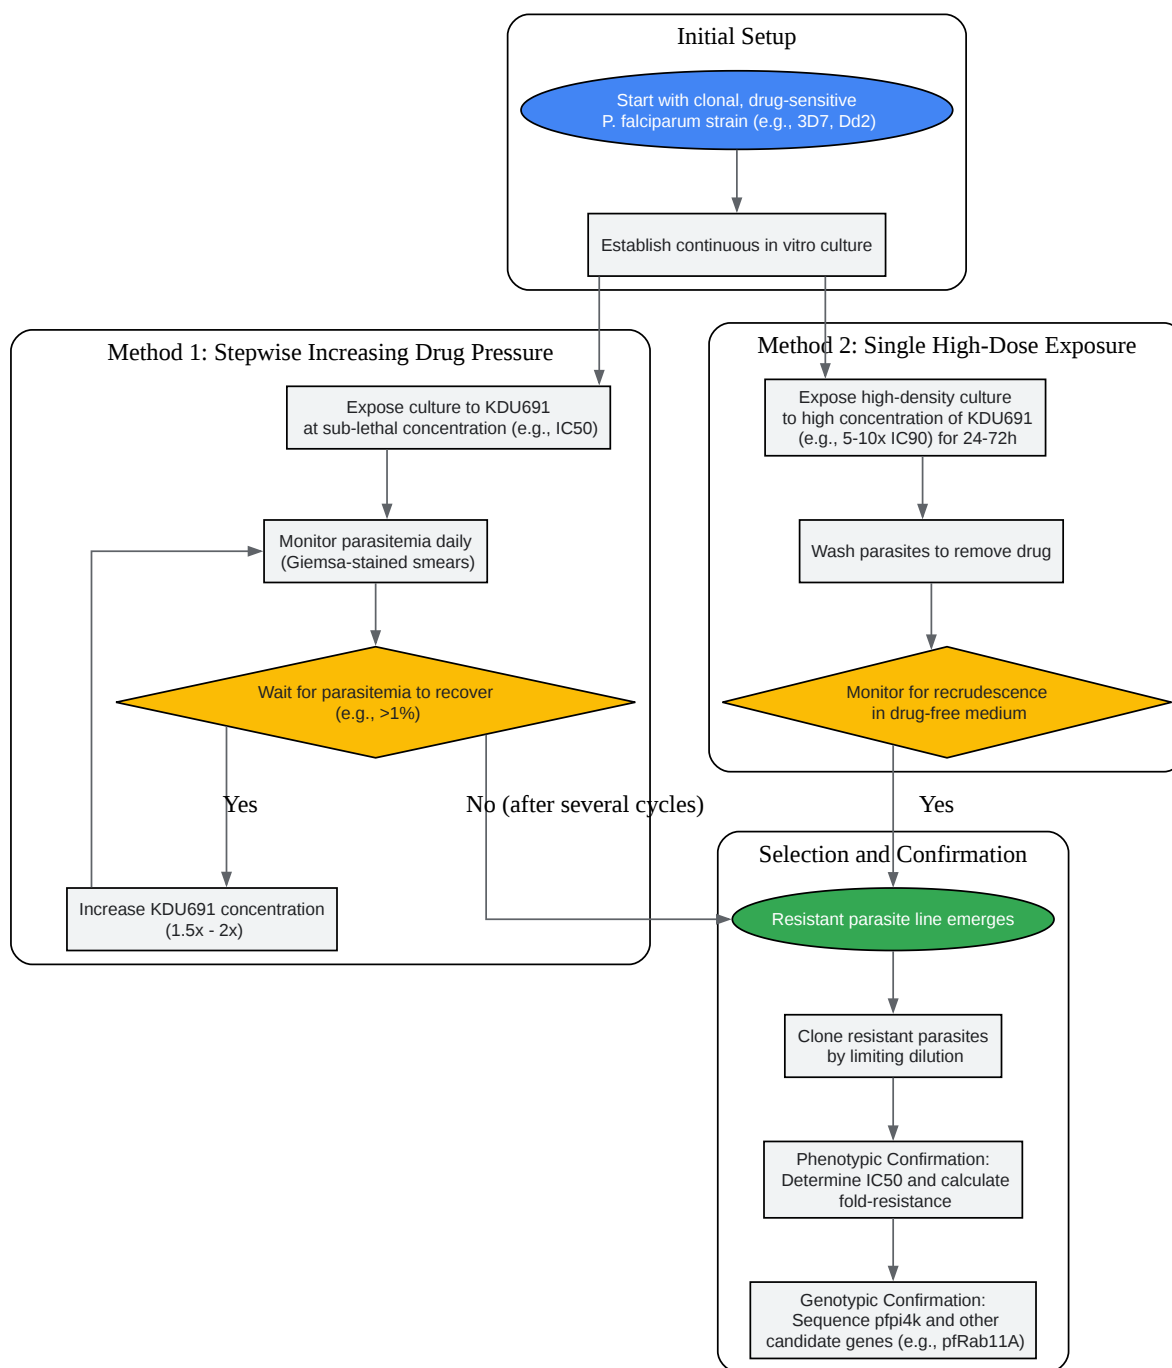 Initial Setup
Start with clonal, drug-sensitive
P. falciparum strain (e.g., 3D7, Dd2)
Establish continuous in vitro culture
Method 1: Stepwise Increasing Drug Pressure
Expose culture to KDU691
at sub-lethal concentration (e.g., IC50)
Monitor parasitemia daily
(Giemsa-stained smears)
Wait for parasitemia to recover
(e.g., >1%)
Yes
No (after several cycles)
Increase KDU691 concentration
(1.5x - 2x)
Method 2: Single High-Dose Exposure
Expose high-density culture
to high concentration of KDU691
(e.g., 5-10x IC90) for 24-72h
Wash parasites to remove drug
Monitor for recrudescence
in drug-free medium
Yes
Selection and Confirmation
Resistant parasite line emerges
Clone resistant parasites
by limiting dilution
Phenotypic Confirmation:
Determine IC50 and calculate
fold-resistance
Genotypic Confirmation:
Sequence pfpi4k and other
candidate genes (e.g., pfRab11A)